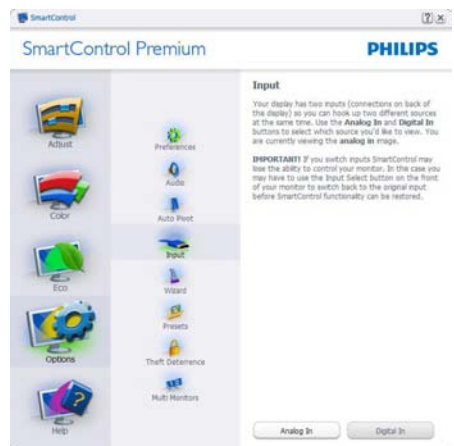 SmartControl
SmartControl Premium
PHILIPS
Adjust
Color
Eco
Options
Help
Preferences
Audio
Auto Pivot
Input
Wizard
Presets
Theft Deterrence
Multi Monitors
Input
Your display has two inputs (connections on back of
the display) so you can hook up two different sources
at the same time. Use the Analog In and Digital In
buttons to select which source you'd like to view. You
are currently viewing the analog in image.
IMPORTANT! If you switch inputs SmartControl may
lose the ability to control your monitor. In this case you
may have to use the Input Select button on the front
of your monitor to switch back to the original input
before SmartControl functionality can be restored.
Analog In
Digital In